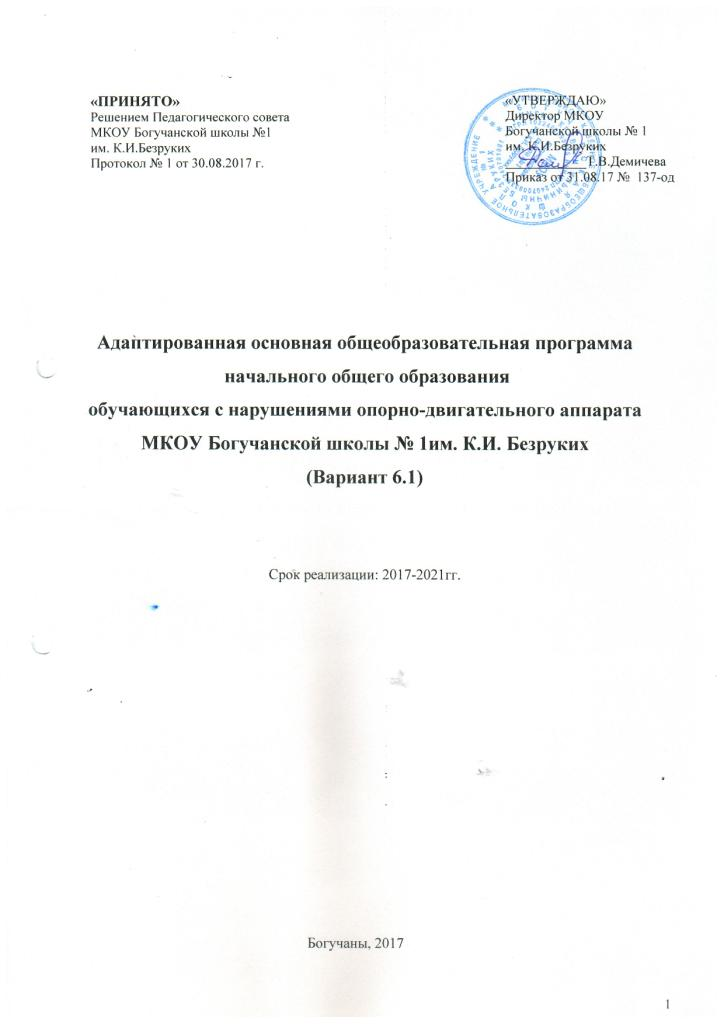 «ПРИНЯТО»
Решением Педагогического совета
МКОУ Богучанской школы №1
им. К.И.Безруких
Протокол № 1 от 30.08.2017 г.
«УТВЕРЖДАЮ»
Директор МКОУ
Богучанской школы № 1
им. К.И.Безруких
Т.В.Демичева
Приказ от 31.08.17 № 137-од
Адаптированная основная общеобразовательная программа
начального общего образования
обучающихся с нарушениями опорно-двигательного аппарата
МКОУ Богучанской школы № 1им. К.И. Безруких
(Вариант 6.1)
Срок реализации: 2017-2021гг.
Богучаны, 2017
1